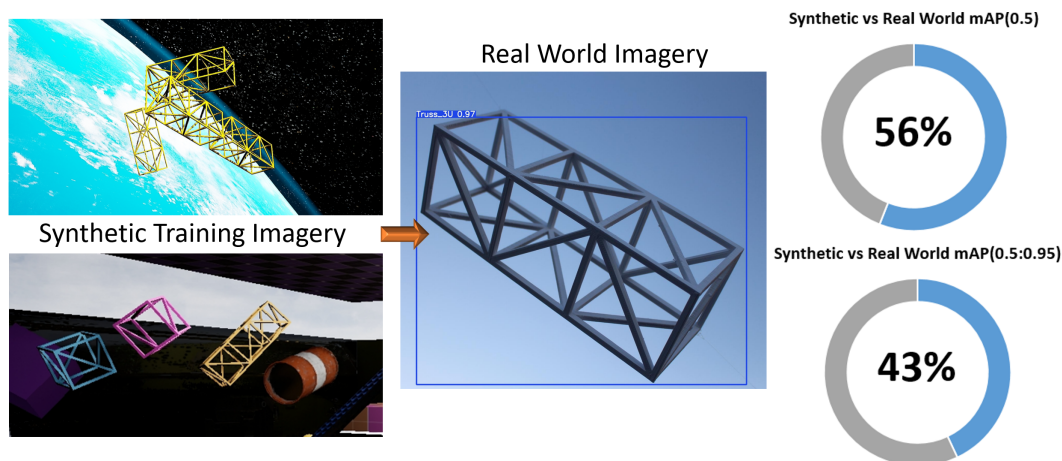 Synthetic Training Imagery
Real World Imagery
Truss_3U 0.97
Synthetic vs Real World mAP(0.5)
56%
Synthetic vs Real World mAP(0.5:0.95)
43%